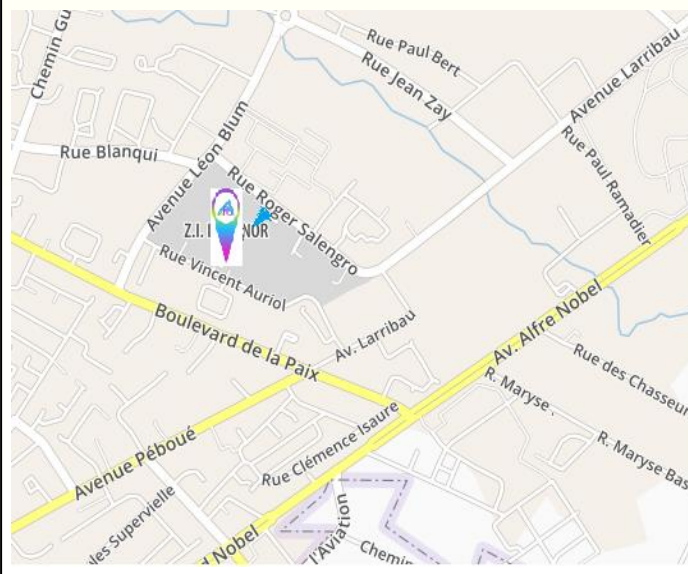 Chemin Gu
Rue Paul Bert
Rue Jean Zay
Avenue Larribau
Rue Blanqui
Avenue Léon Blum
Rue Paul Ramadier
Rue Roger Salengro
Z.I. NOR
Rue Vincent Auriol
Av. Alfre Nobel
Boulevard de la Paix
Av. Larribau
Rue des Chasseur
R. Maryse .
Rue Clémence Isaure
R. Maryse Bas
Avenue Péboué
les Supervielle
l'Aviation
d Nobel
Chemin